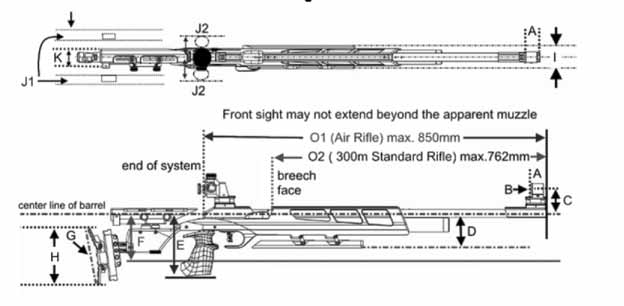 J2
A
K
I
J1
J2
Front sight may not extend beyond the apparent muzzle
O1 (Air Rifle) max. 850mm
O2 ( 300m Standard Rifle) max.762mm
end of system
breech
face
A
B
C
center line of barrel
G
F
E
D
H